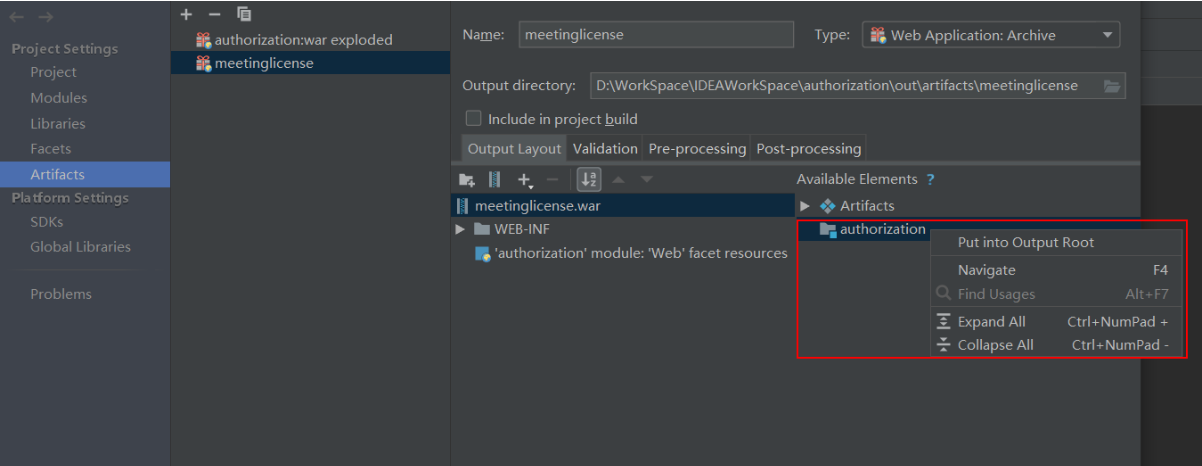 Project Settings
Project
Modules
Libraries
Facets
Artifacts
Platform Settings
SDKs
Global Libraries
Problems
authorization:war exploded
meetinglicense
Name: meetinglicense Type: Web Application: Archive
Output directory: D:\WorkSpace\IDEAWorkSpace\authorization\out\artifacts\meetinglicense
Include in project build
Output Layout Validation Pre-processing Post-processing
Available Elements ?
meetinglicense.war
WEB-INF
'authorization' module: 'Web' facet resources
Artifacts
authorization
Put into Output Root
Navigate F4
Find Usages Alt+F7
Expand All Ctrl+NumPad +
Collapse All Ctrl+NumPad -